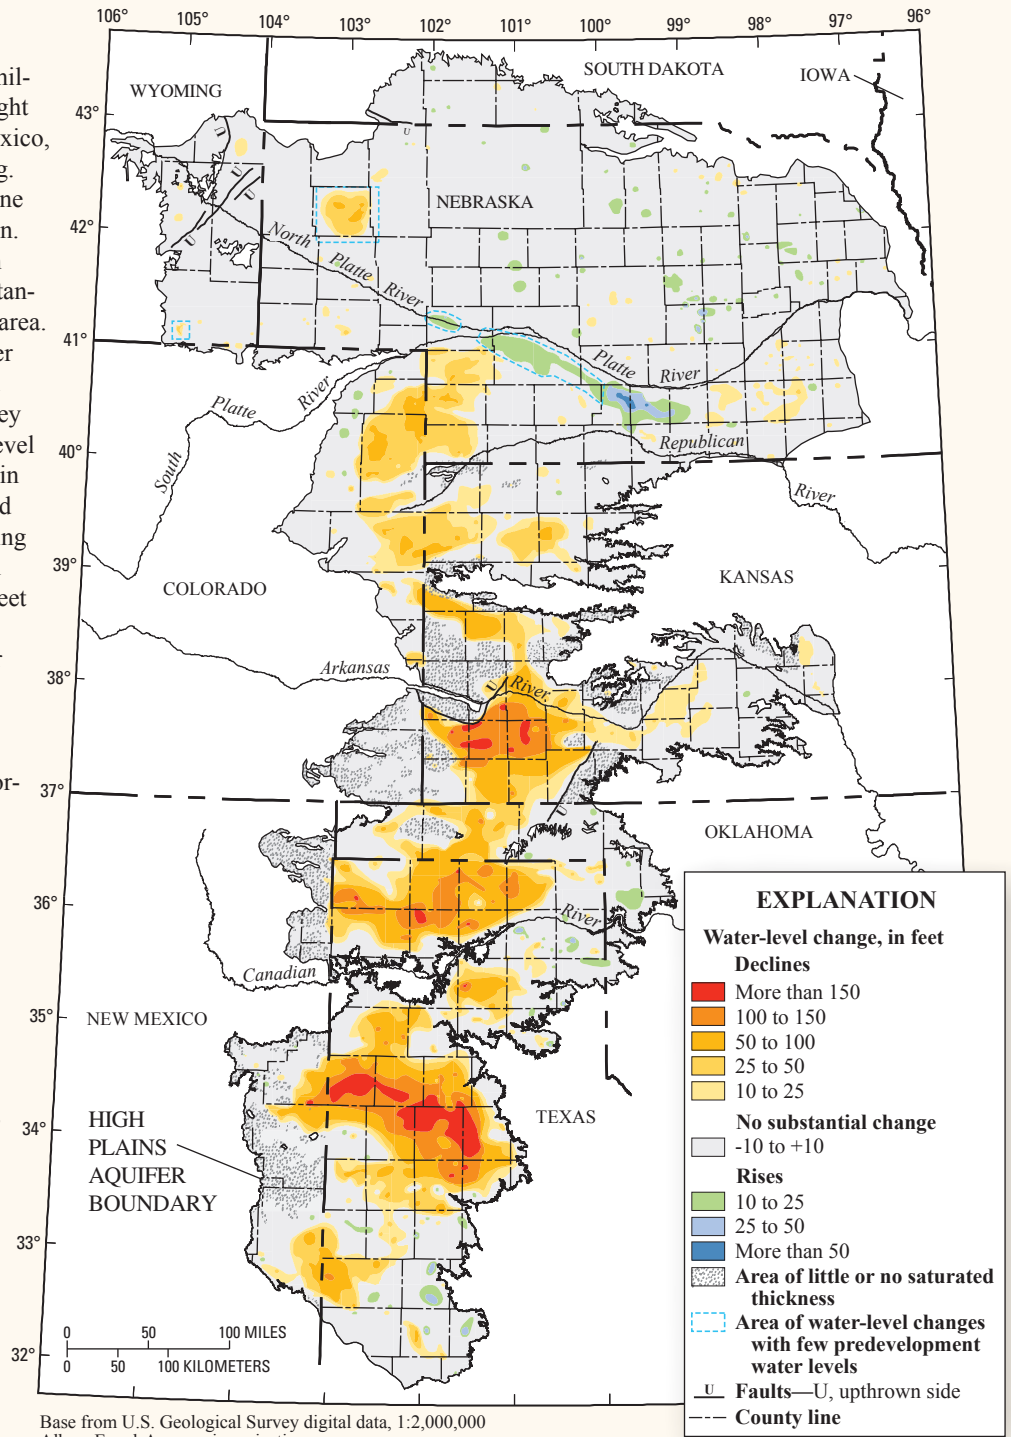 106°
105°
104°
103°
102°
101°
100°
99°
98°
97°
96°
WYOMING
SOUTH DAKOTA
IOWA
43°
U
U
U
U
U
NEBRASKA
42°
North Platte River
41°
Platte River
South Platte River
Republican River
40°
39°
COLORADO
KANSAS
Arkansas River
U
38°
37°
U
OKLAHOMA
36°
Canadian River
35°
NEW MEXICO
TEXAS
HIGH
PLAINS
AQUIFER
BOUNDARY
34°
33°
32°
0 50 100 MILES
0 50 100 KILOMETERS
EXPLANATION
Water-level change, in feet
Declines
More than 150
100 to 150
50 to 100
25 to 50
10 to 25
No substantial change
-10 to +10
Rises
10 to 25
25 to 50
More than 50
Area of little or no saturated
thickness
Area of water-level changes
with few predevelopment
water levels
U Faults—U, upthrown side
County line
Base from U.S. Geological Survey digital data, 1:2,000,000